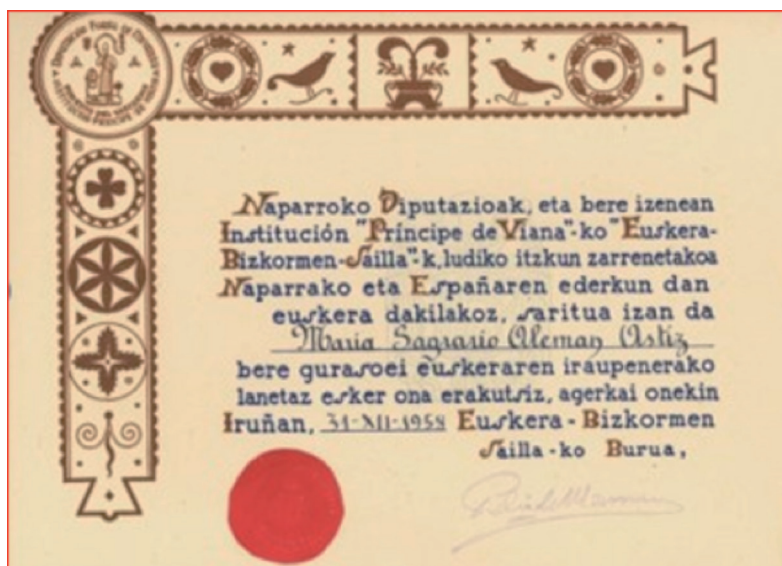 Naparroko Diputazioak, eta bere izenean
Institución "Príncipe de Viana"-ko "Euskera-
Bizkormen-Sailla"-k, ludiko itzkun zarrenetakoa
Naparrako eta Españaren ederkun dan
euskera dakilakoz, saritua izan da
Maria Sagrario Aleman Astiz
bere gurasoei euskeraren iraupenerako
lanetaz esker ona erakutsiz, agerkai onekin
Iruñan, 31-XII-1958 Euskera-Bizkormen
Sailla-ko Burua,